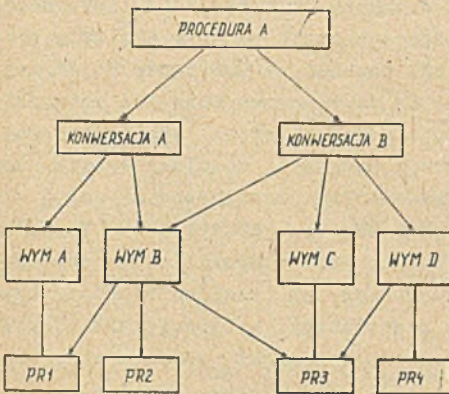 PROCEDURA A
KONWERSACJA A
KONWERSACJA B
WYM A
WYM B
WYM C
WYM D
PR1
PR2
PR3
PR4